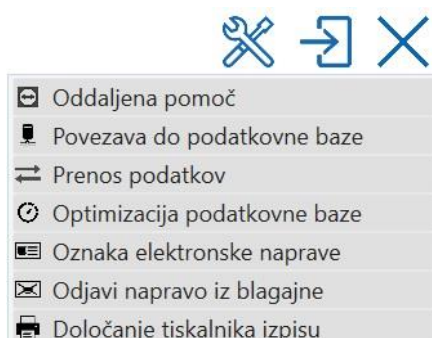 Oddaljena pomoč
Povezava do podatkovne baze
Prenos podatkov
Optimizacija podatkovne baze
Oznaka elektronske naprave
Odjavi napravo iz blagajne
Določanje tiskalnika izpisu